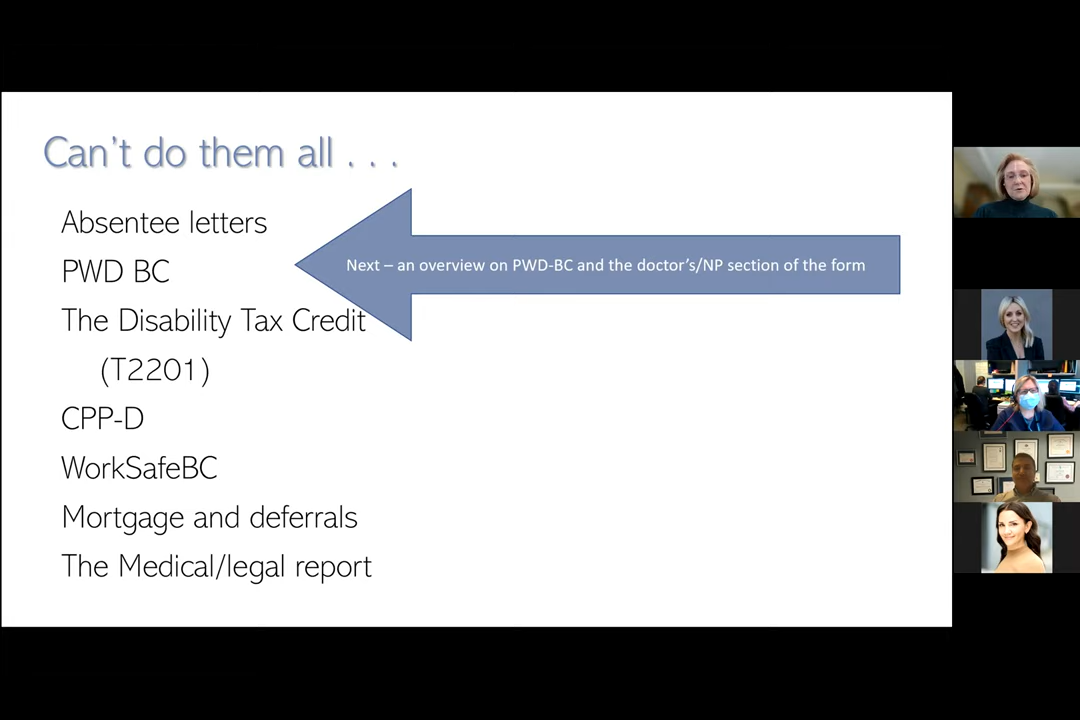 Can't do them all . . .
Absentee letters
PWD BC
Next – an overview on PWD-BC and the doctor's/NP section of the form
The Disability Tax Credit
(T2201)
CPP-D
WorkSafeBC
Mortgage and deferrals
The Medical/legal report